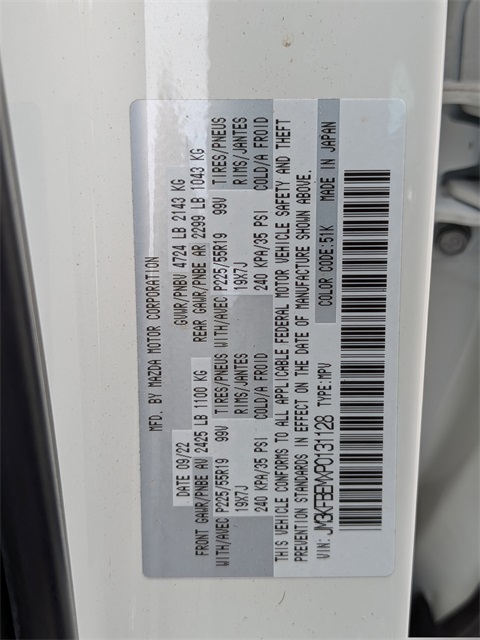 MFD. BY MAZDA MOTOR CORPORATION
DATE 09/22 GVWR/PNBV 4724 LB 2143 KG
FRONT GAWR/PNBE AV 2425 LB 1100 KG REAR GAWR/PNBE AR 2299 LB 1043 KG
WITH/AVEC P225/55R19 99V TIRES/PNEUS WITH/AVEC P225/55R19 99V TIRES/PNEUS
19X7J RIMS/JANTES 19X7J RIMS/JANTES
240 KPA/35 PSI COLD/A FROID 240 KPA/35 PSI COLD/A FROID
THIS VEHICLE CONFORMS TO ALL APPLICABLE FEDERAL MOTOR VEHICLE SAFETY AND THEFT
PREVENTION STANDARDS IN EFFECT ON THE DATE OF MANUFACTURE SHOWN ABOVE.
VIN: TYPE:MPV COLOR CODE:51K MADE IN JAPAN